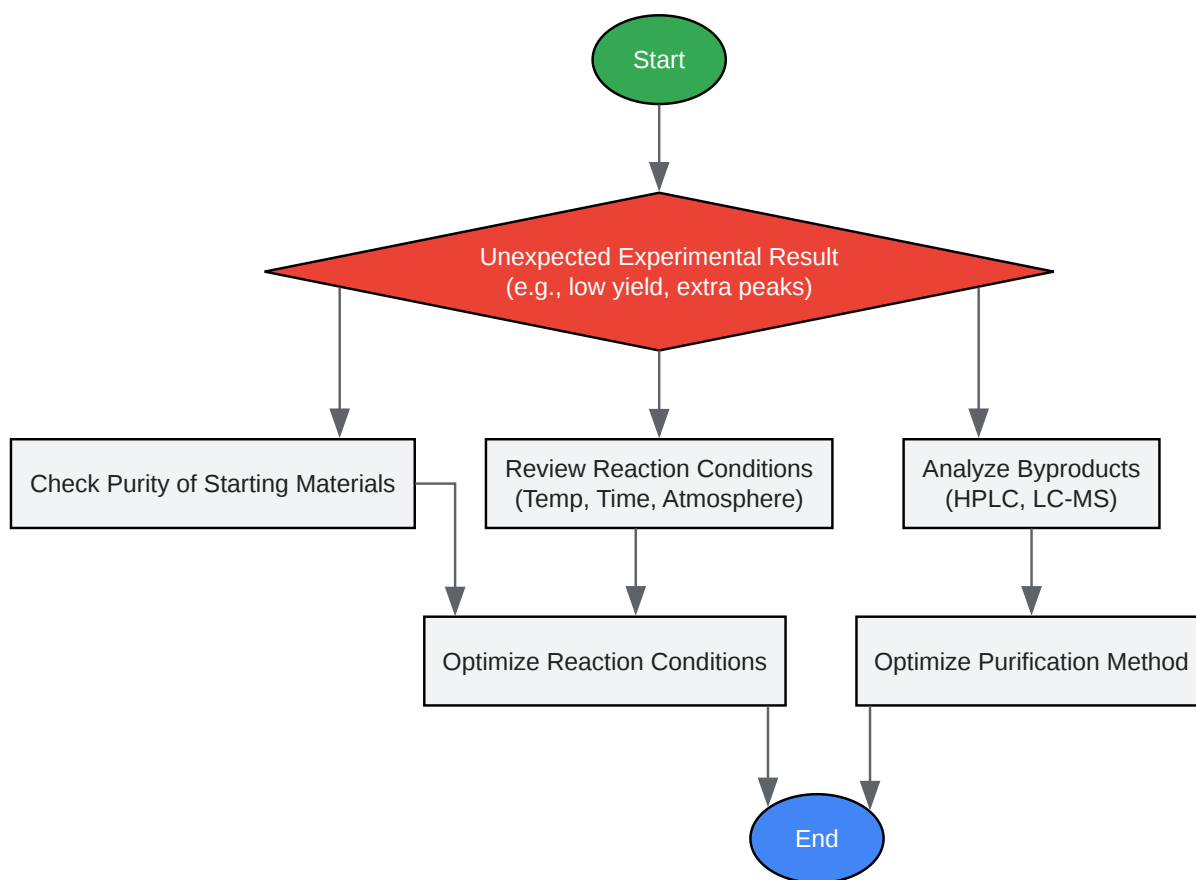 Start
Unexpected Experimental Result
(e.g., low yield, extra peaks)
Check Purity of Starting Materials
Review Reaction Conditions
(Temp, Time, Atmosphere)
Analyze Byproducts
(HPLC, LC-MS)
Optimize Reaction Conditions
Optimize Purification Method
End